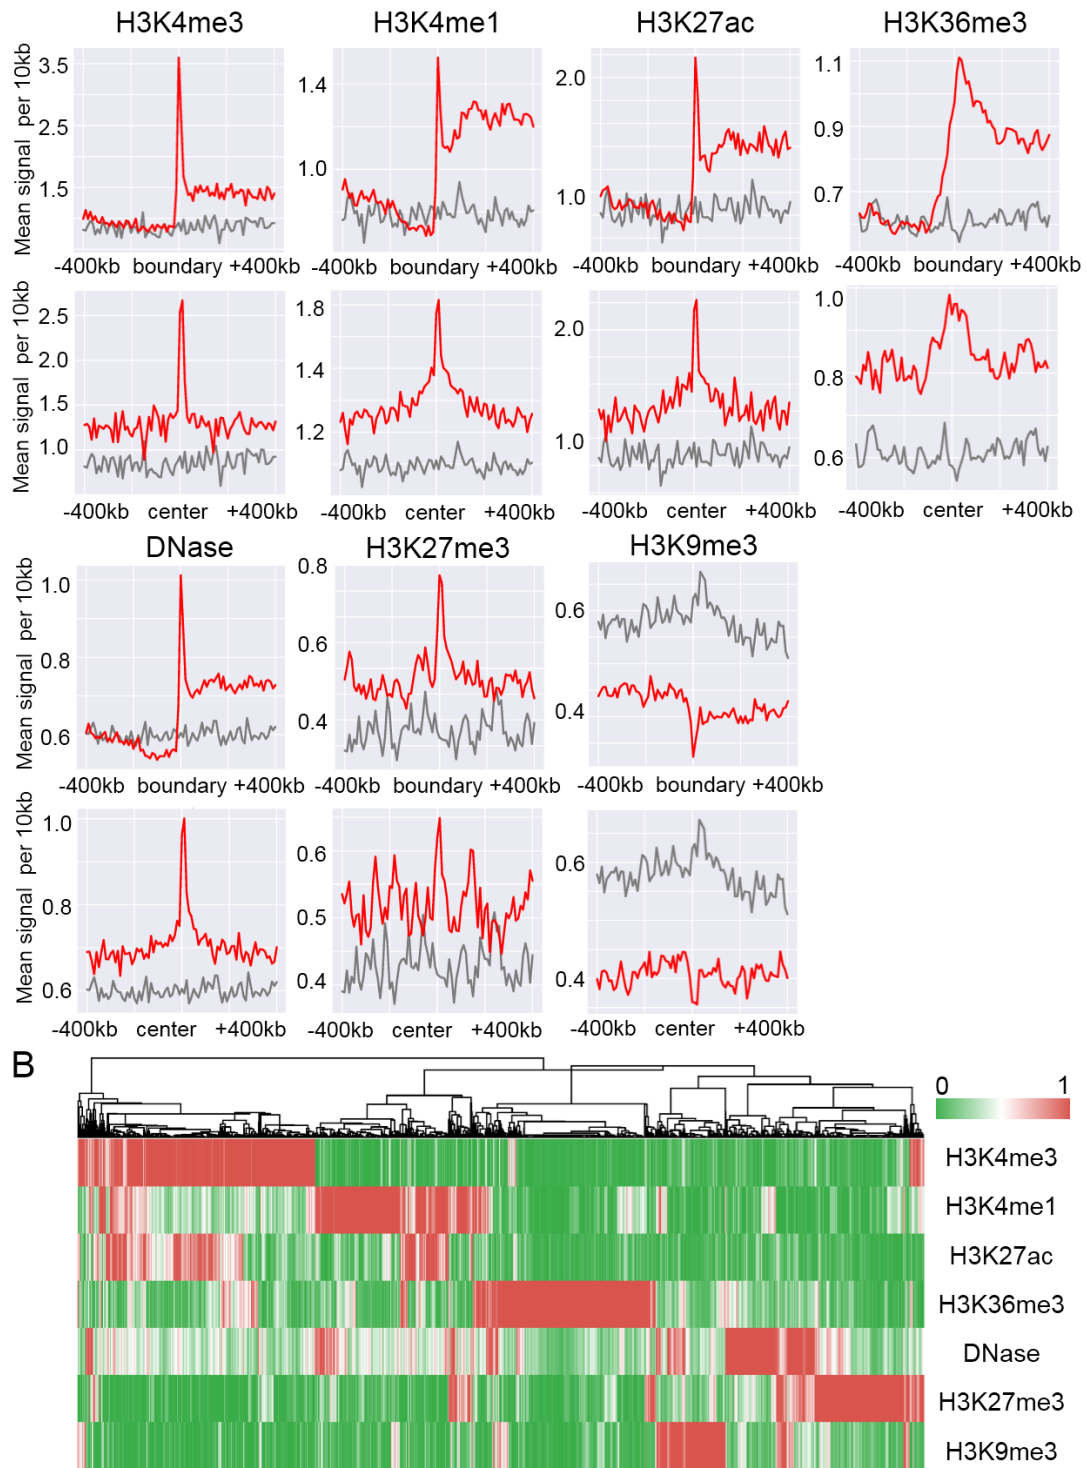 H3K4me3 H3K4me1 H3K27ac H3K36me3
Mean signal per 10kb
3.5
2.5
1.5
1.4
1.0
2.0
1.0
1.1
0.9
0.7
-400kb boundary +400kb -400kb boundary +400kb -400kb boundary +400kb -400kb boundary +400kb
Mean signal per 10kb
2.5
2.0
1.5
1.0
1.8
1.4
1.2
2.0
1.0
1.0
0.8
0.6
-400kb center +400kb -400kb center +400kb -400kb center +400kb -400kb center +400kb
DNase H3K27me3 H3K9me3
Mean signal per 10kb
1.0
0.8
0.6
0.8
0.6
0.4
0.6
0.4
-400kb boundary +400kb -400kb boundary +400kb -400kb boundary +400kb
Mean signal per 10kb
1.0
0.8
0.6
0.6
0.5
0.4
0.6
0.4
-400kb center +400kb -400kb center +400kb -400kb center +400kb
B
0 1
H3K4me3
H3K4me1
H3K27ac
H3K36me3
DNase
H3K27me3
H3K9me3